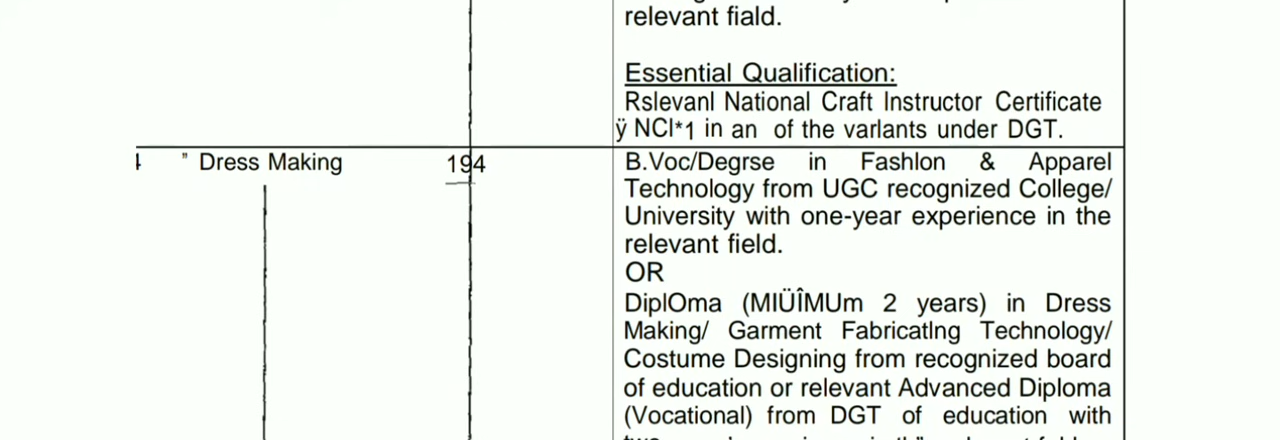 relevant fiald.
Essential Qualification:
Rslevanl National Craft Instructor Certificate
ÿ NCI*1 in an of the varlants under DGT.
" Dress Making 194 B.Voc/Degrse in Fashlon & Apparel
Technology from UGC recognized College/
University with one-year experience in the
relevant field.
OR
DiplOma (MIÜÎMUm 2 years) in Dress
Making/ Garment Fabricatlng Technology/
Costume Designing from recognized board
of education or relevant Advanced Diploma
(Vocational) from DGT of education with